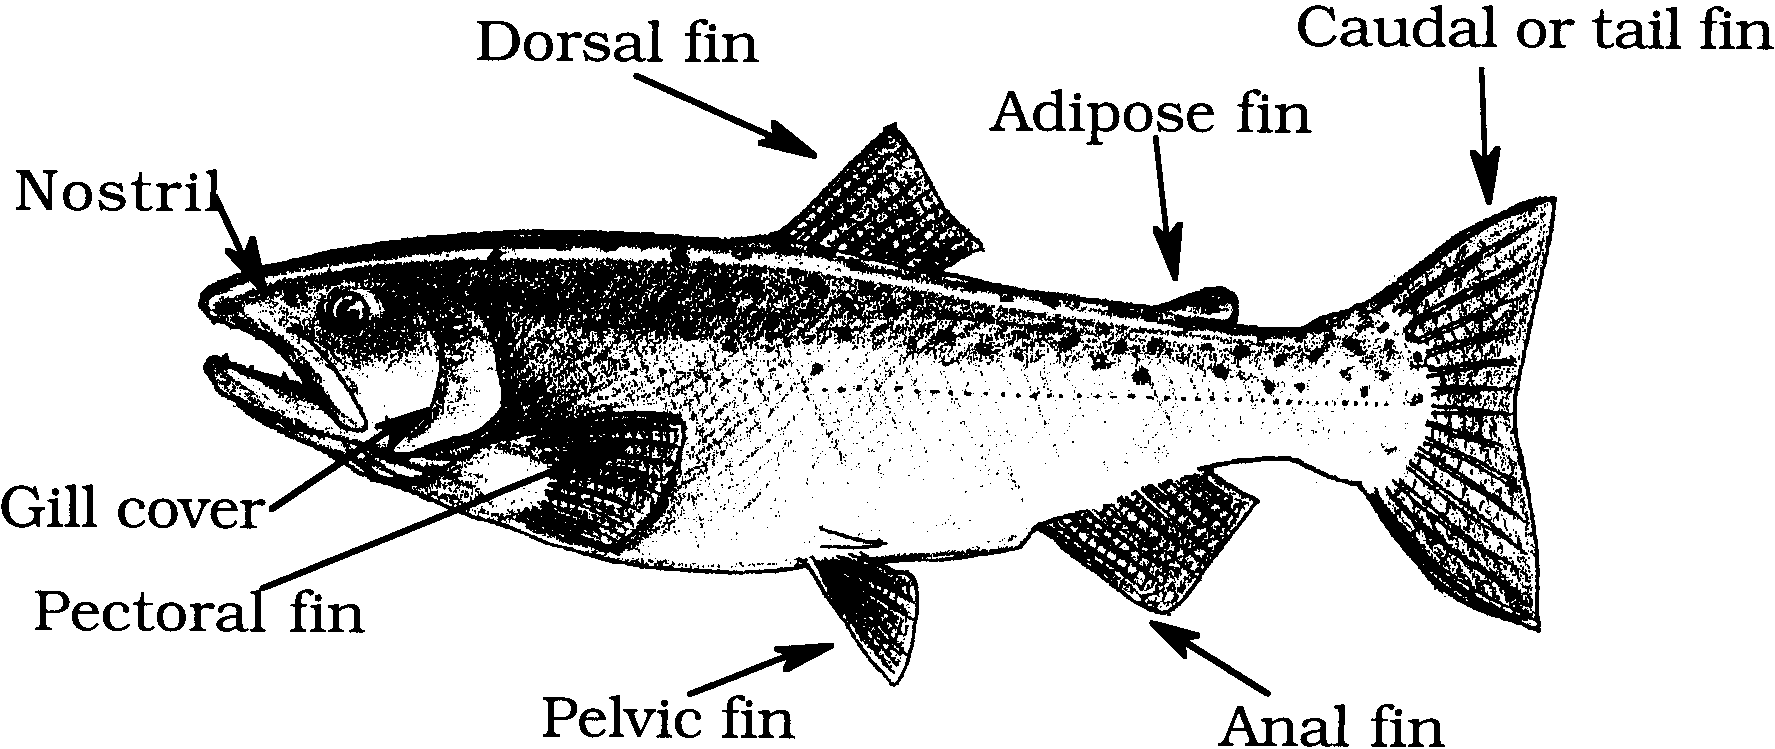 Caudal or tail fin
Dorsal fin
Adipose fin
Nostril
Gill cover
Pectoral fin
Pelvic fin
Anal fin